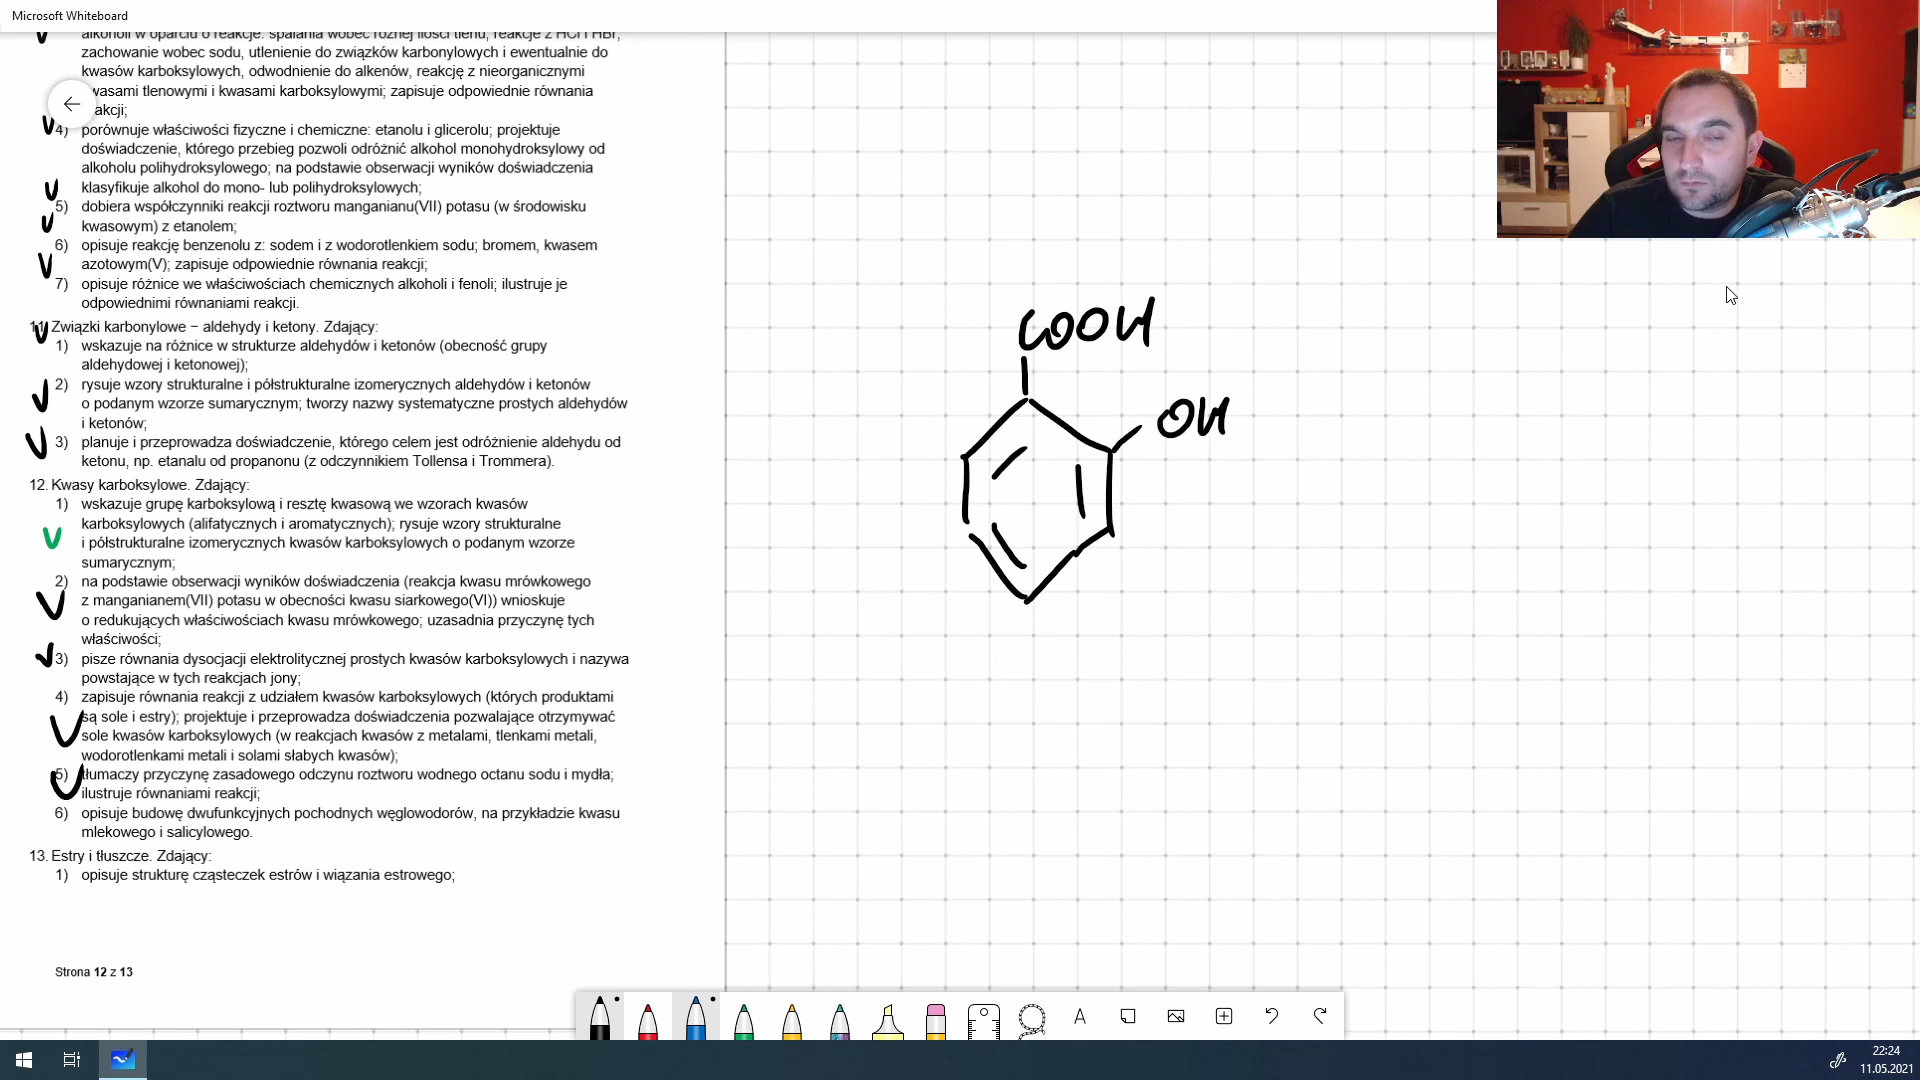 Microsoft Whiteboard
alkoholi w oparciu o reakcje: spalania wobec różnej ilości tlenu, reakcje z HCl i HBr,
zachowanie wobec sodu, utlenienie do związków karbonylowych i ewentualnie do
kwasów karboksylowych, odwodnienie do alkenów, reakcję z nieorganicznymi
wasami tlenowymi i kwasami karboksylowymi; zapisuje odpowiednie równania
akcji;
4) porównuje właściwości fizyczne i chemiczne: etanolu i glicerolu; projektuje
doświadczenie, którego przebieg pozwoli odróżnić alkohol monohydroksylowy od
alkoholu polihydroksylowego; na podstawie obserwacji wyników doświadczenia
klasyfikuje alkohol do mono- lub polihydroksylowych;
5) dobiera współczynniki reakcji roztworu manganianu(VII) potasu (w środowisku
kwasowym) z etanolem;
6) opisuje reakcję benzenolu z: sodem i z wodorotlenkiem sodu; bromem, kwasem
azotowym(V); zapisuje odpowiednie równania reakcji;
7) opisuje różnice we właściwościach chemicznych alkoholi i fenoli; ilustruje je
odpowiednimi równaniami reakcji.
11. Związki karbonylowe − aldehydy i ketony. Zdający:
1) wskazuje na różnice w strukturze aldehydów i ketonów (obecność grupy
aldehydowej i ketonowej);
2) rysuje wzory strukturalne i półstrukturalne izomerycznych aldehydów i ketonów
o podanym wzorze sumarycznym; tworzy nazwy systematyczne prostych aldehydów
i ketonów;
3) planuje i przeprowadza doświadczenie, którego celem jest odróżnienie aldehydu od
ketonu, np. etanalu od propanonu (z odczynnikiem Tollensa i Trommera).
12. Kwasy karboksylowe. Zdający:
1) wskazuje grupę karboksylową i resztę kwasową we wzorach kwasów
karboksylowych (alifatycznych i aromatycznych); rysuje wzory strukturalne
i półstrukturalne izomerycznych kwasów karboksylowych o podanym wzorze
sumarycznym;
2) na podstawie obserwacji wyników doświadczenia (reakcja kwasu mrówkowego
z manganianem(VII) potasu w obecności kwasu siarkowego(VI)) wnioskuje
o redukujących właściwościach kwasu mrówkowego; uzasadnia przyczynę tych
właściwości;
3) pisze równania dysocjacji elektrolitycznej prostych kwasów karboksylowych i nazywa
powstające w tych reakcjach jony;
4) zapisuje równania reakcji z udziałem kwasów karboksylowych (których produktami
są sole i estry); projektuje i przeprowadza doświadczenia pozwalające otrzymywać
sole kwasów karboksylowych (w reakcjach kwasów z metalami, tlenkami metali,
wodorotlenkami metali i solami słabych kwasów);
5) tłumaczy przyczynę zasadowego odczynu roztworu wodnego octanu sodu i mydła;
ilustruje równaniami reakcji;
6) opisuje budowę dwufunkcyjnych pochodnych węglowodorów, na przykładzie kwasu
mlekowego i salicylowego.
13. Estry i tłuszcze. Zdający:
1) opisuje strukturę cząsteczek estrów i wiązania estrowego;
Strona 12 z 13
COOH
OH
22:24
11.05.2021